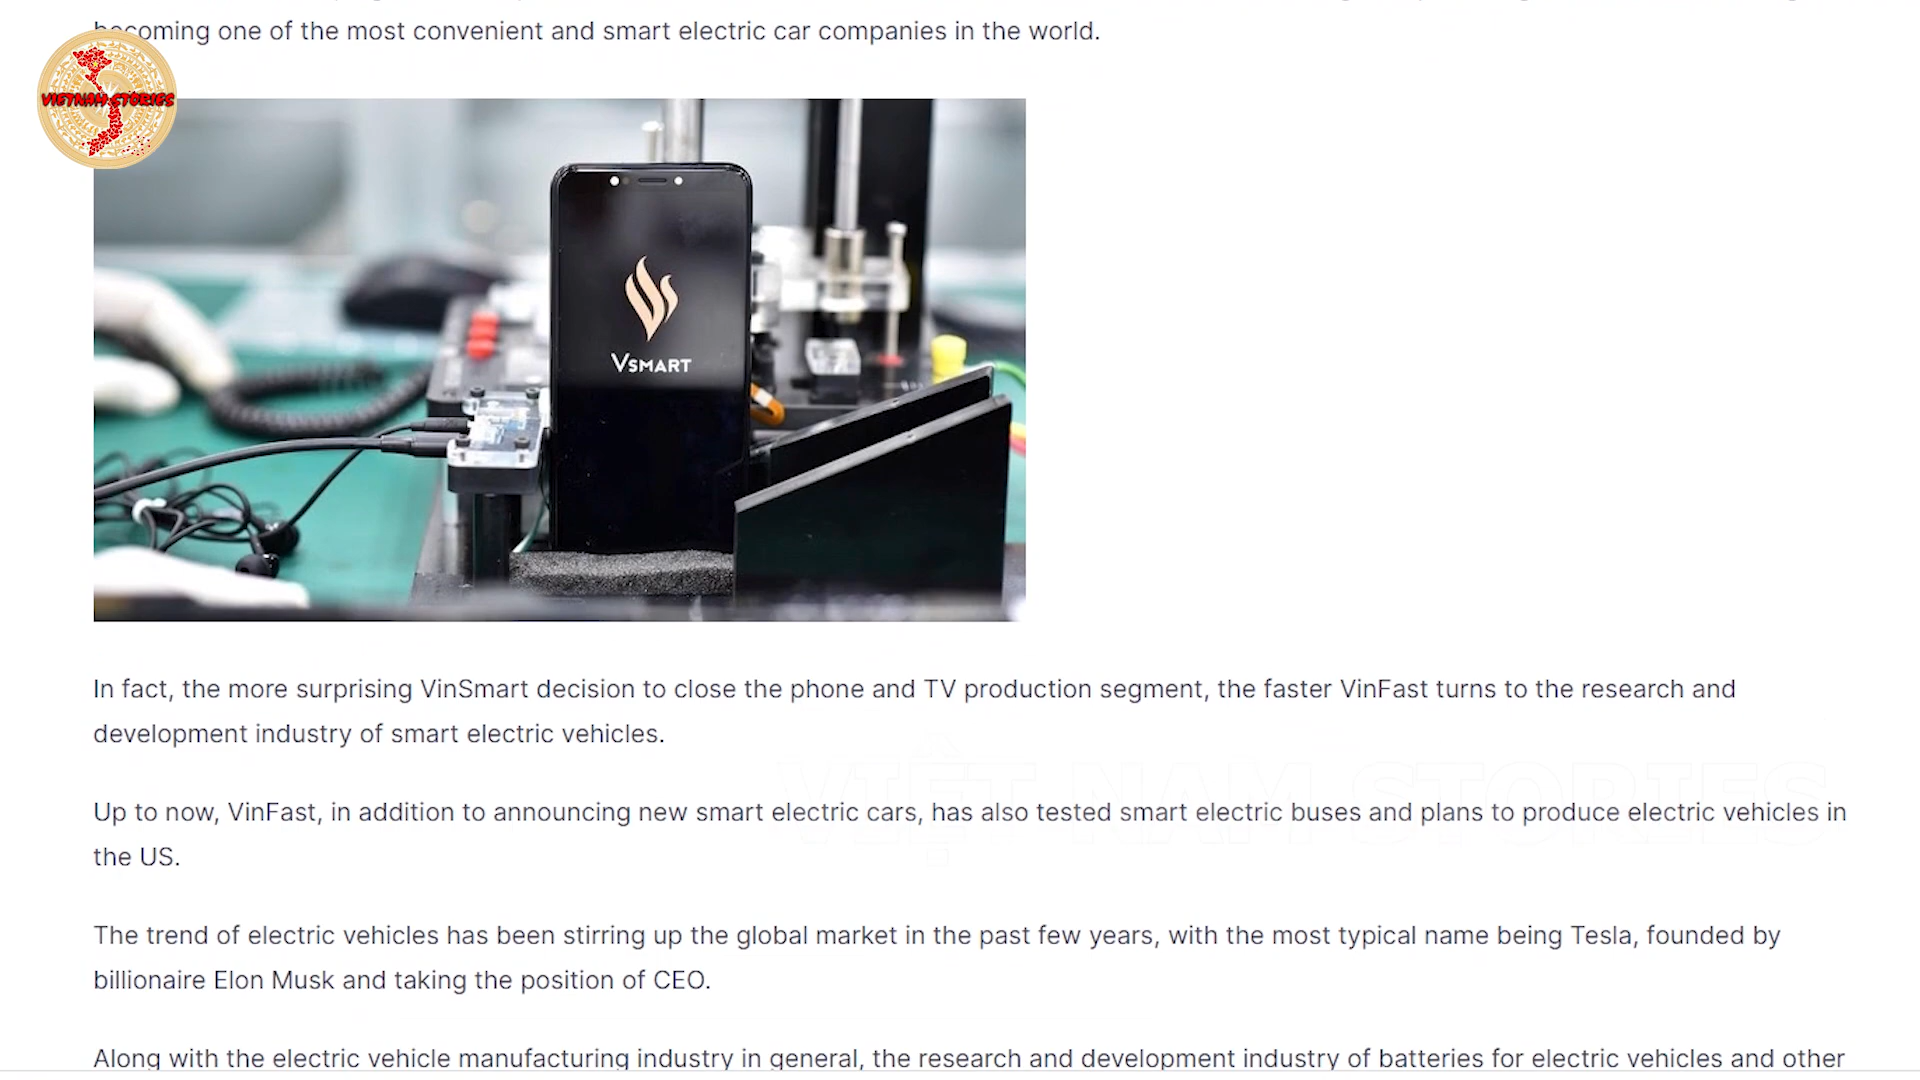 becoming one of the most convenient and smart electric car companies in the world.
VIETNAM STORIES
VSMART
In fact, the more surprising VinSmart decision to close the phone and TV production segment, the faster VinFast turns to the research and
development industry of smart electric vehicles.
VIỆT NAM STORIES
Up to now, VinFast, in addition to announcing new smart electric cars, has also tested smart electric buses and plans to produce electric vehicles in
the US.
The trend of electric vehicles has been stirring up the global market in the past few years, with the most typical name being Tesla, founded by
billionaire Elon Musk and taking the position of CEO.
Along with the electric vehicle manufacturing industry in general, the research and development industry of batteries for electric vehicles and other